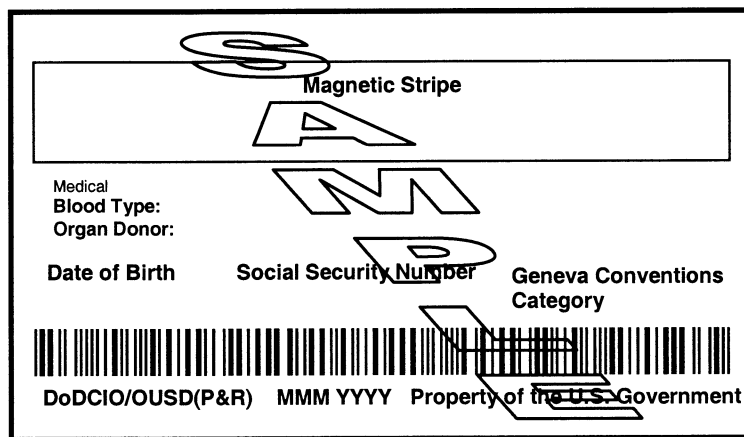 SAMPLE
Magnetic Stripe
Medical
Blood Type:
Organ Donor:
Date of Birth Social Security Number Geneva Conventions
Category
DoDCIO/OUSD(P&R) MMM YYYY Property of the U.S. Government